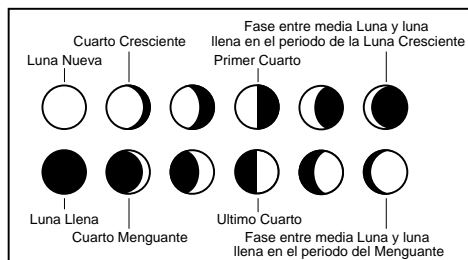 Fase entre media Luna y luna
llena en el periodo de la Luna Cresciente
Cuarto Cresciente
Luna Nueva
Primer Cuarto
Luna Llena
Cuarto Menguante
Ultimo Cuarto
Fase entre media Luna y luna
llena en el periodo del Menguante